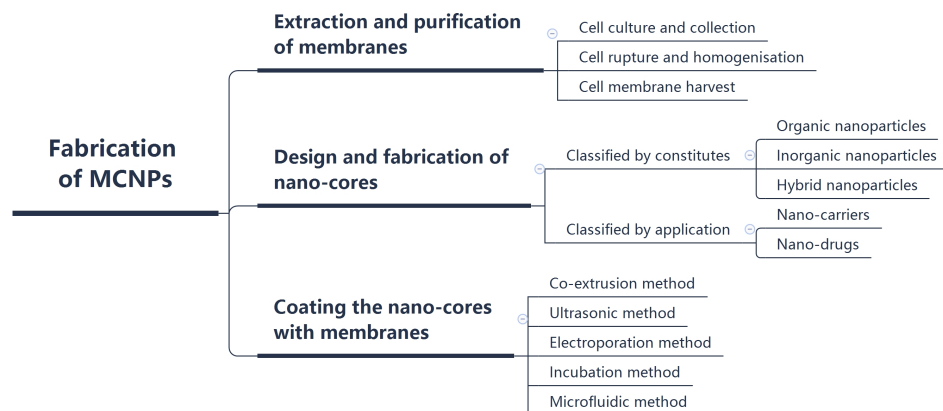 Fabrication
of MCNPs
Extraction and purification
of membranes
Cell culture and collection
Cell rupture and homogenisation
Cell membrane harvest
Design and fabrication of
nano-cores
Classified by constitutes
Organic nanoparticles
Inorganic nanoparticles
Hybrid nanoparticles
Classified by application
Nano-carriers
Nano-drugs
Coating the nano-cores
with membranes
Co-extrusion method
Ultrasonic method
Electroporation method
Incubation method
Microfluidic method